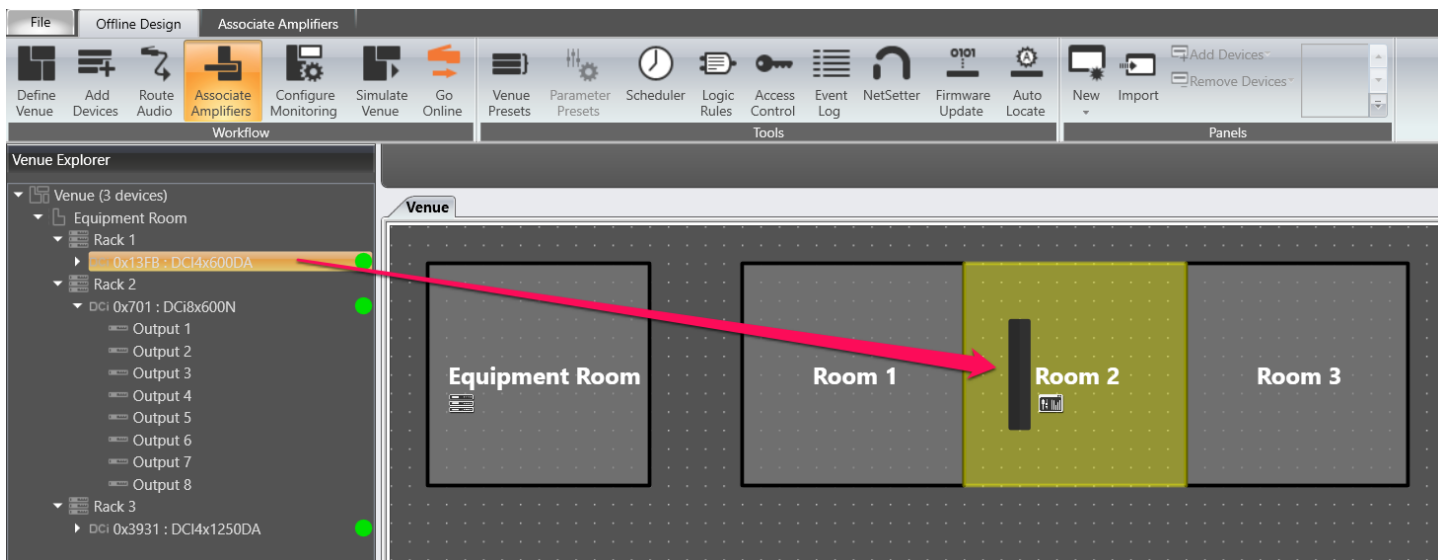 File Offline Design Associate Amplifiers
Define Venue
Add Devices
Route Audio
Associate Amplifiers
Configure Monitoring
Simulate Venue
Go Online
Workflow
Venue Presets
Parameter Presets
Scheduler
Logic Rules
Access Control
Event Log
NetSetter
0101
Firmware Update
A
Auto Locate
Tools
New
Import
Add Devices
Remove Devices
Panels
Venue Explorer
Venue (3 devices)
Equipment Room
Rack 1
0x13FB : DCI4x600DA
Rack 2
DCi 0x701 : DCi8x600N
Output 1
Output 2
Output 3
Output 4
Output 5
Output 6
Output 7
Output 8
Rack 3
DCi 0x3931 : DCI4x1250DA
Venue
Equipment Room
Room 1
Room 2
Room 3